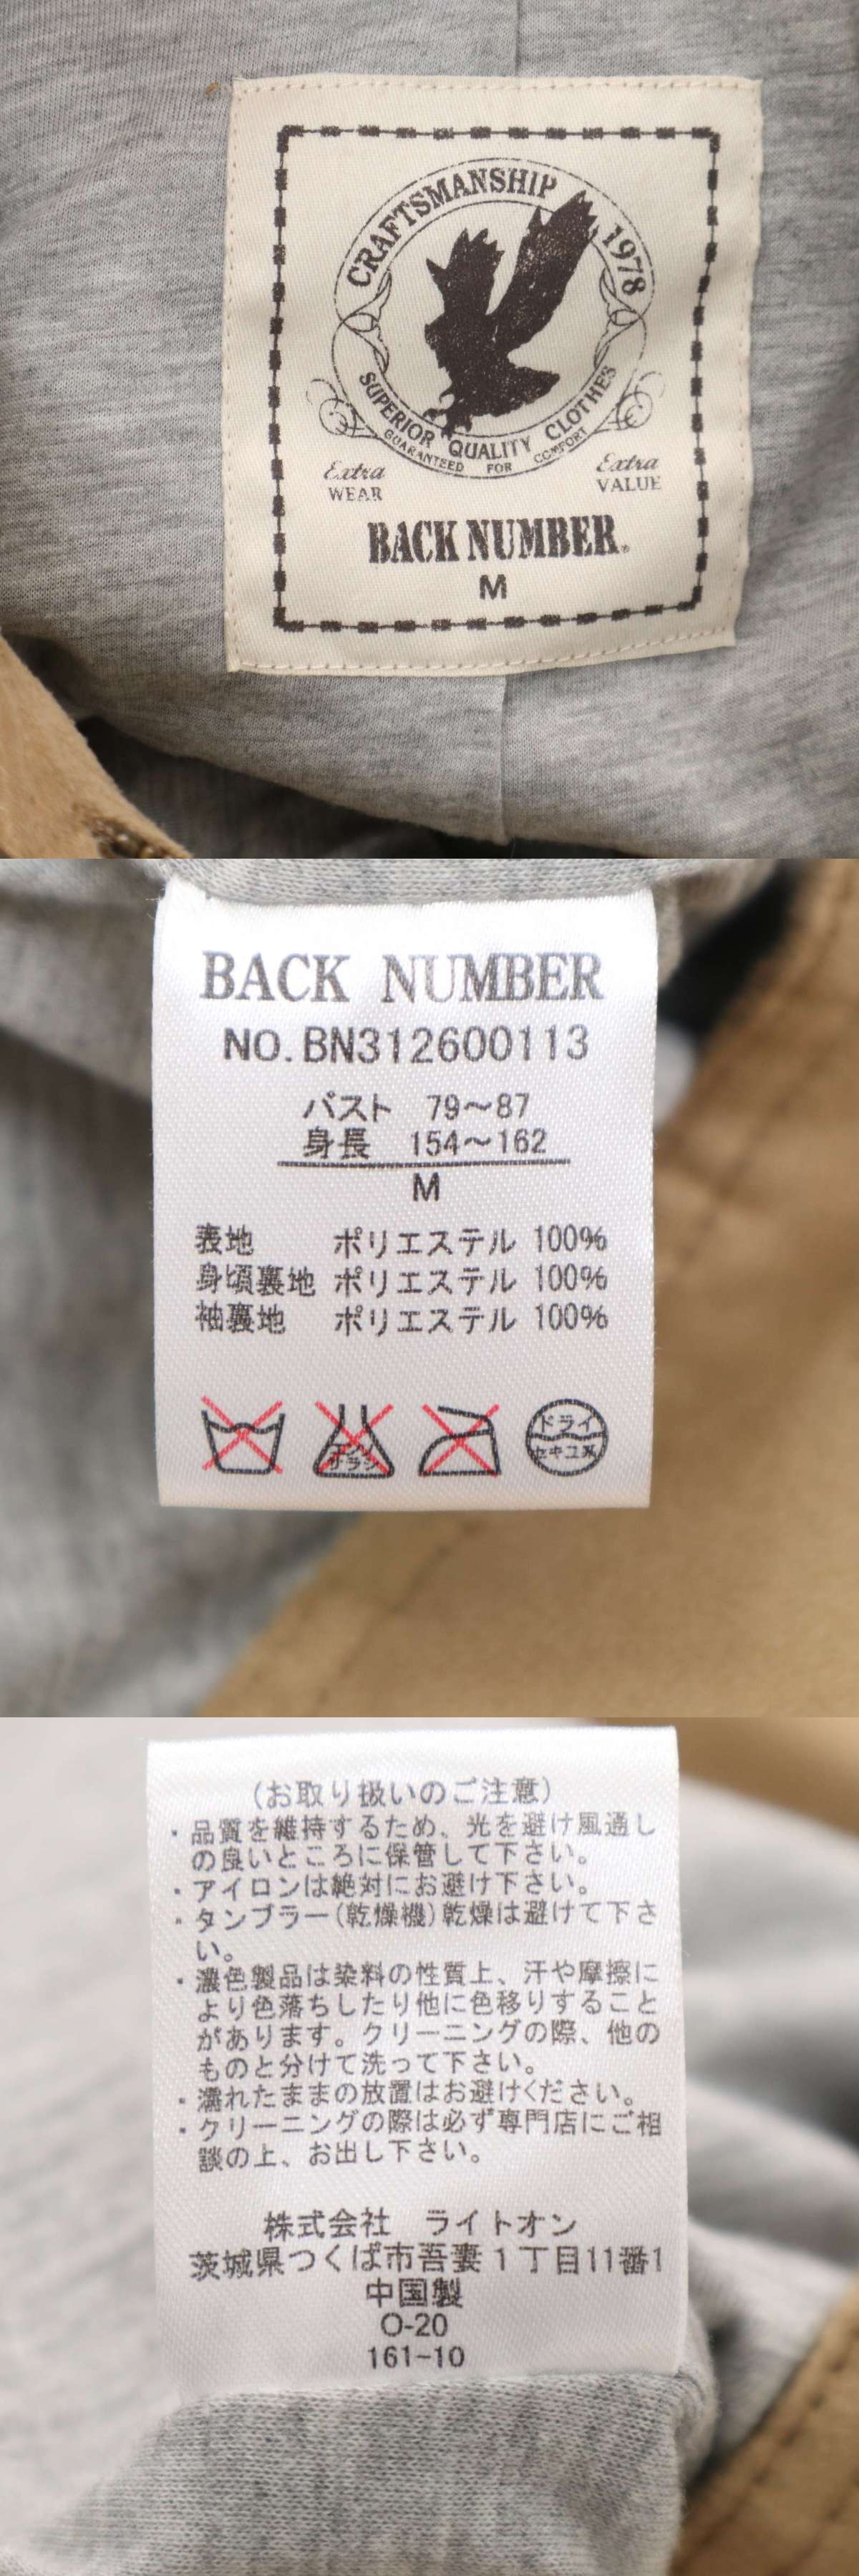 CRAFTSMANSHIP 1978
SUPERIOR QUALITY CLOTHES
GUARANTEED FOR COMFORT
Extra WEAR
Extra VALUE
BACK NUMBER®
M
BACK NUMBER
NO. BN312600113
バスト 79〜87
身長 154〜162
M
表地 ポリエステル 100%
身頃裏地 ポリエステル 100%
袖裏地 ポリエステル 100%
エンソサラシ
ドライ
セキユ系
(お取り扱いのご注意)
・品質を維持するため、光を避け風通し
の良いところに保管して下さい。
・アイロンは絶対にお避け下さい。
・タンブラー(乾燥機)乾燥は避けて下さ
い。
・濃色製品は染料の性質上、汗や摩擦に
より色落ちしたり他に色移りすること
があります。クリーニングの際、他の
ものと分けて洗って下さい。
・濡れたままの放置はお避けください。
・クリーニングの際は必ず専門店にご相
談の上、お出し下さい。
株式会社 ライトオン
茨城県つくば市吾妻1丁目11番1
中国製
O-20
161-10